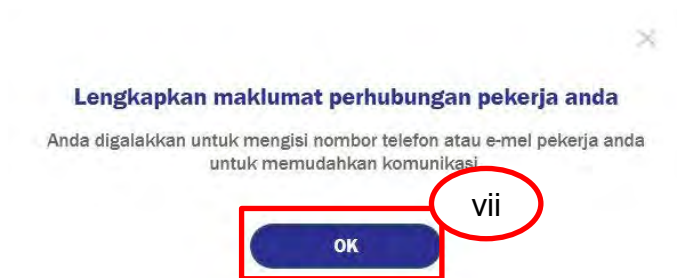 Lengkapkan maklumat perhubungan pekerja anda
Anda digalakkan untuk mengisi nombor telefon atau e-mel pekerja anda
untuk memudahkan komunikasi
vii
OK